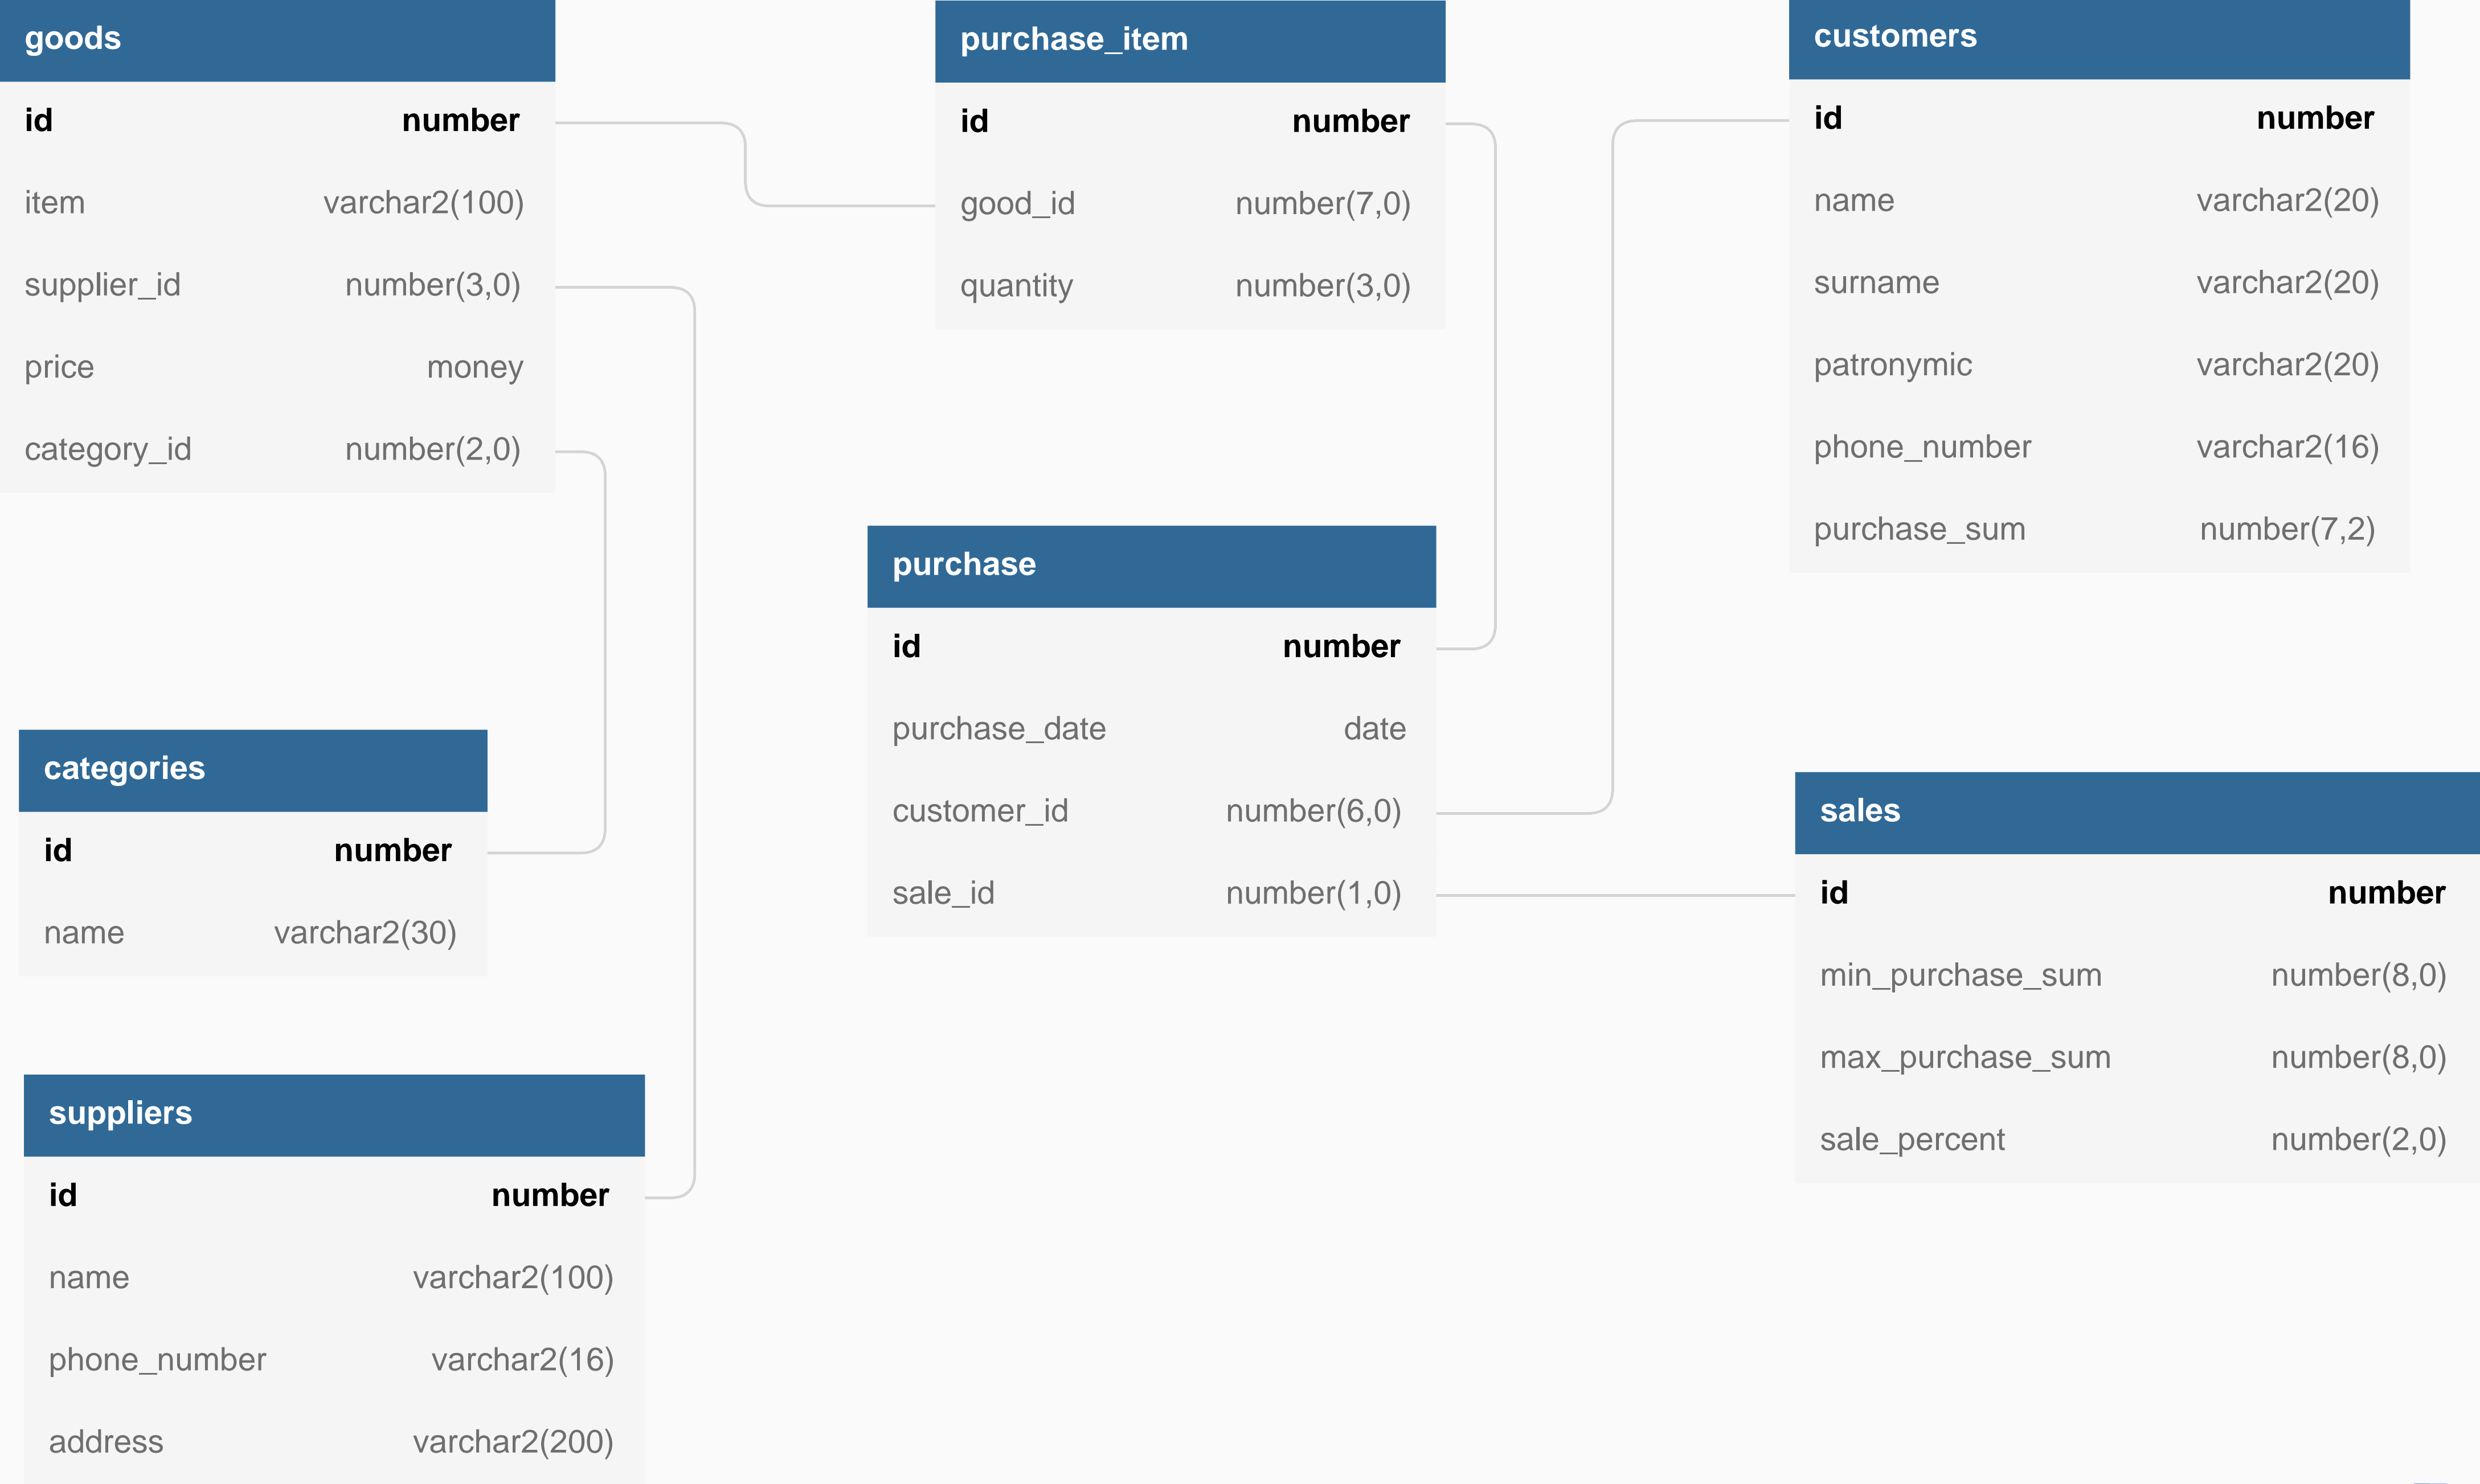 goods
id number
item varchar2(100)
supplier_id number(3,0)
price money
category_id number(2,0)
purchase_item
id number
good_id number(7,0)
quantity number(3,0)
customers
id number
name varchar2(20)
surname varchar2(20)
patronymic varchar2(20)
phone_number varchar2(16)
purchase_sum number(7,2)
purchase
id number
purchase_date date
customer_id number(6,0)
sale_id number(1,0)
categories
id number
name varchar2(30)
sales
id number
min_purchase_sum number(8,0)
max_purchase_sum number(8,0)
sale_percent number(2,0)
suppliers
id number
name varchar2(100)
phone_number varchar2(16)
address varchar2(200)